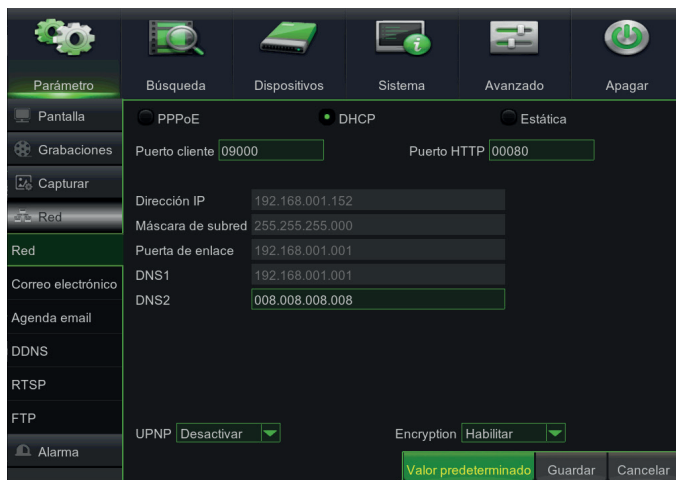 Parámetro Búsqueda Dispositivos Sistema Avanzado Apagar
Pantalla
Grabaciones
Capturar
Red
Red
Correo electrónico
Agenda email
DDNS
RTSP
FTP
Alarma
PPPoE DHCP Estática
Puerto cliente 09000 Puerto HTTP 00080
Dirección IP 192.168.001.152
Máscara de subred 255.255.255.000
Puerta de enlace 192.168.001.001
DNS1 192.168.001.001
DNS2 008.008.008.008
UPNP Desactivar Encryption Habilitar
Valor predeterminado Guardar Cancelar